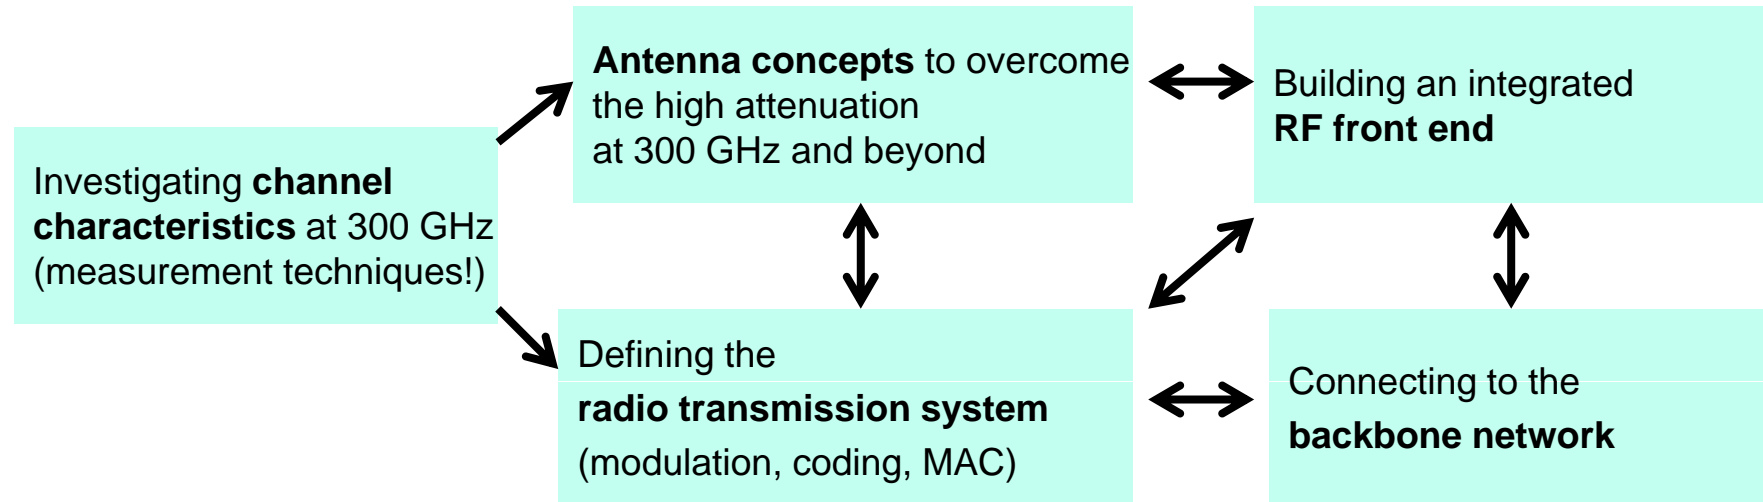 Investigating channel
characteristics at 300 GHz
(measurement techniques!)
Antenna concepts to overcome
the high attenuation
at 300 GHz and beyond
Building an integrated
RF front end
Defining the
radio transmission system
(modulation, coding, MAC)
Connecting to the
backbone network